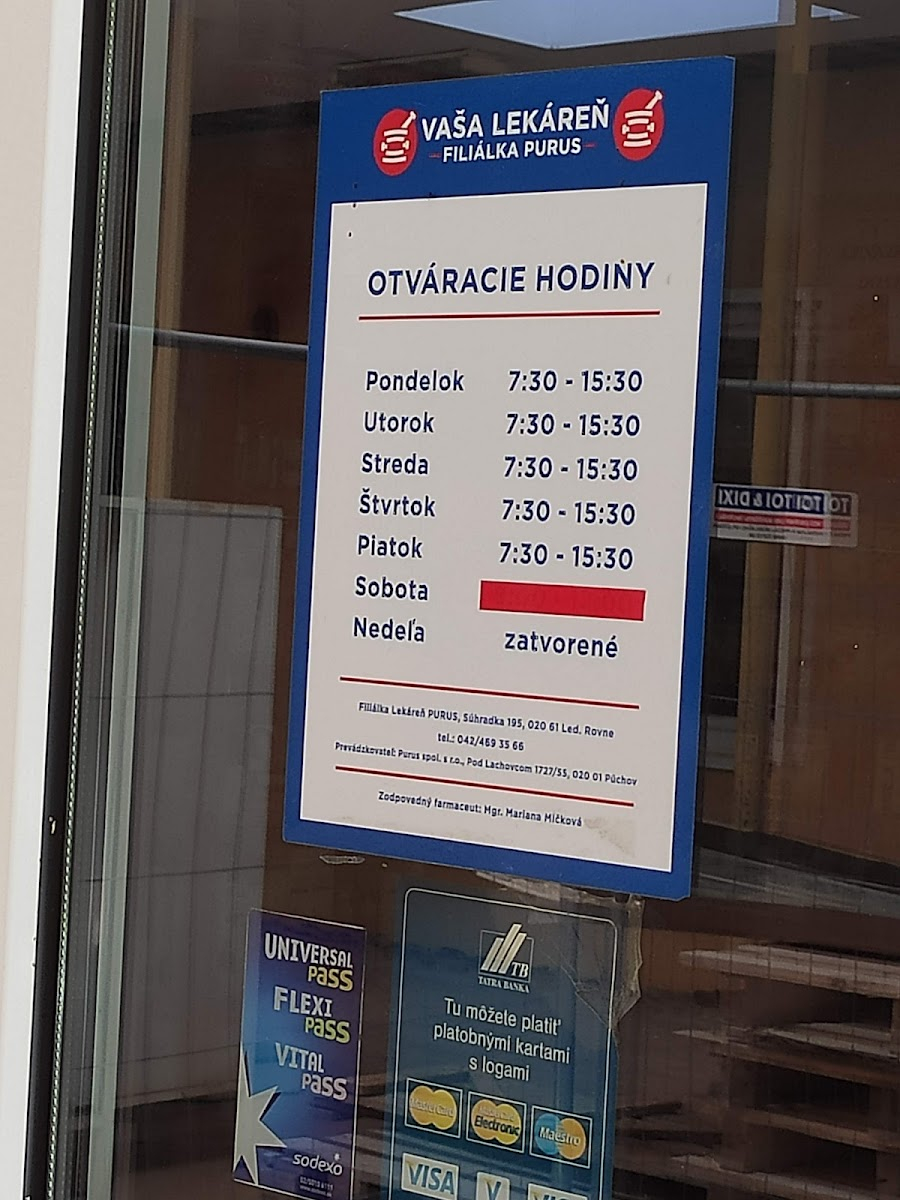 VAŠA LEKÁREŇ
FILIÁLKA PURUS
OTVÁRACIE HODINY
Pondelok 7:30 - 15:30
Utorok 7:30 - 15:30
Streda 7:30 - 15:30
Štvrtok 7:30 - 15:30
Piatok 7:30 - 15:30
Sobota
Nedeľa zatvorené
Filiálka Lekáreň PURUS, Súhradka 195, 020 61 Led. Rovne
tel.: 042/469 35 66
Prevádzkovateľ: Purus spol. s r.o., Pod Lachovcom 1727/55, 020 01 Púchov
Zodpovedný farmaceut: Mgr. Mariana Mičková
TOI TOI & DIXI
UNIVERSAL
PASS
FLEXI
PASS
VITAL
PASS
sodexo
TB
TATRA BANKA
Tu môžete platiť
platobnými kartami
s logami
MasterCard
MasterCard Electronic
Maestro
VISA